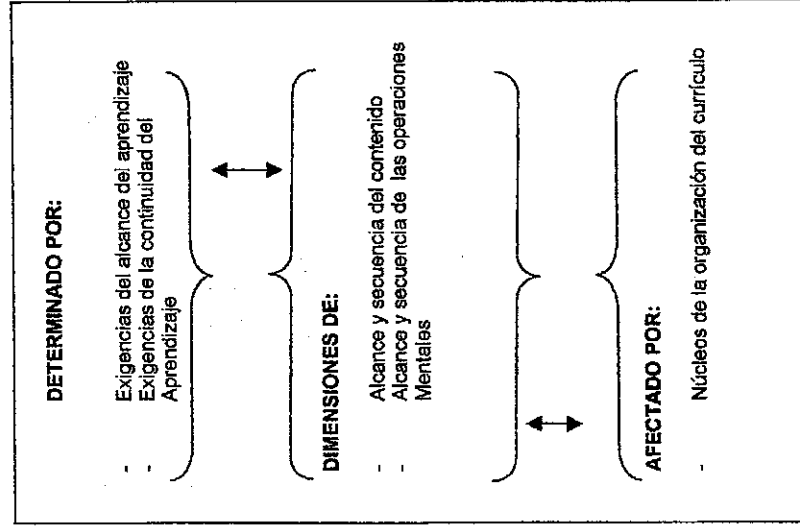 DETERMINADO POR:
- Exigencias del alcance del aprendizaje
- Exigencias de la continuidad del
Aprendizaje
DIMENSIONES DE:
- Alcance y secuencia del contenido
- Alcance y secuencia de las operaciones
Mentales
AFECTADO POR:
- Núcleos de la organización del currículo